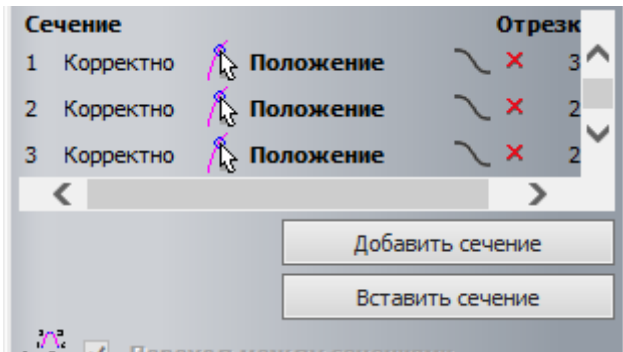 Сечение Отрезк
1 Корректно Положение 3
2 Корректно Положение 2
3 Корректно Положение 2
Добавить сечение
Вставить сечение